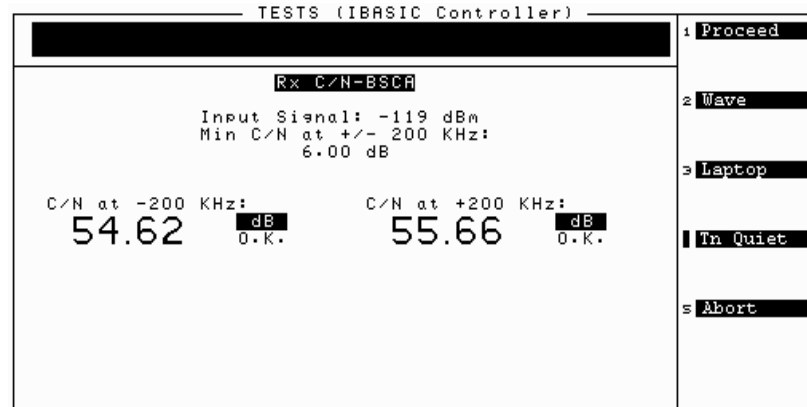 TESTS (IBASIC Controller)
Rx C/N-BSCA
Input Signal: -119 dBm
Min C/N at +/- 200 KHz:
6.00 dB
C/N at -200 KHz:
54.62 dB
O.K.
C/N at +200 KHz:
55.66 dB
O.K.
1 Proceed
2 Wave
3 Laptop
Tn Quiet
5 Abort